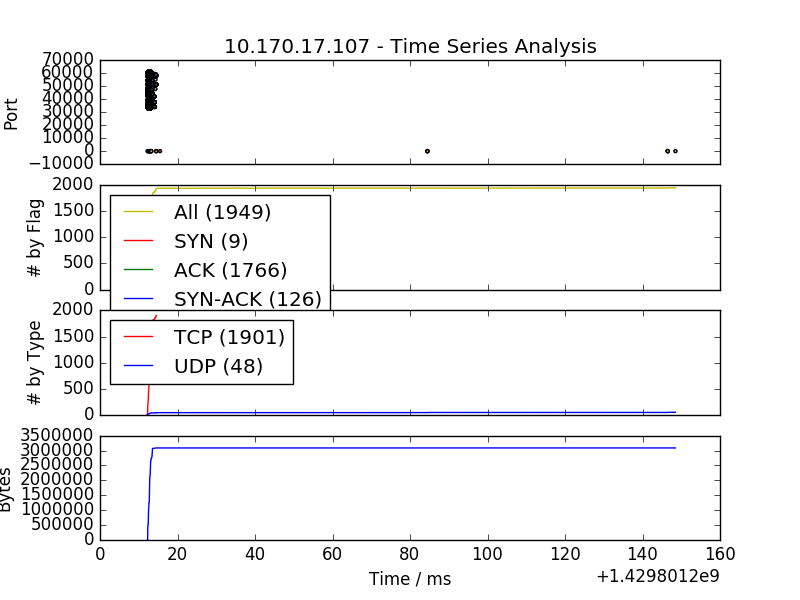 10.170.17.107 - Time Series Analysis
70000
60000
50000
40000
30000
20000
10000
0
−10000
Port
2000
1500
1000
500
0
# by Flag
All (1949)
SYN (9)
ACK (1766)
SYN-ACK (126)
2000
1500
1000
500
0
# by Type
TCP (1901)
UDP (48)
3500000
3000000
2500000
2000000
1500000
1000000
500000
0
Bytes
0 20 40 60 80 100 120 140 160
Time / ms
+1.4298012e9